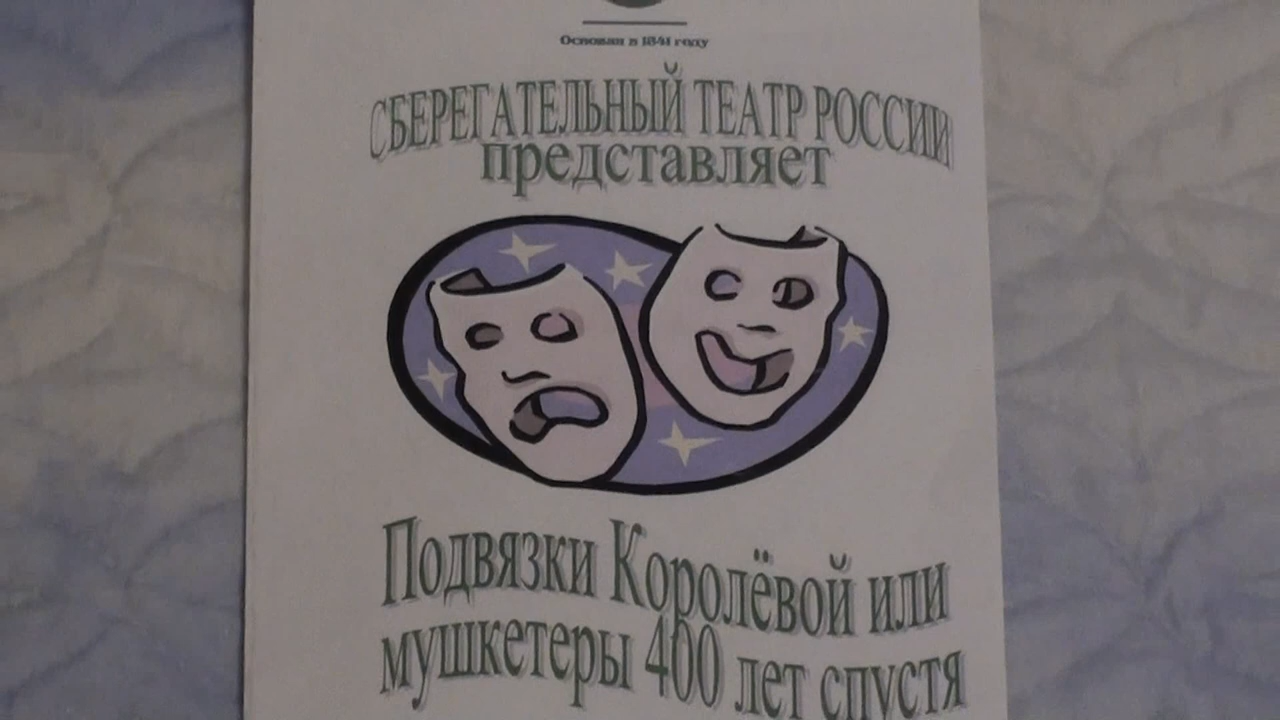 Основан в 1841 году
СБЕРЕГАТЕЛЬНЫЙ ТЕАТР РОССИИ
представляет
Подвязки Королёвой или
мушкетеры 400 лет спустя